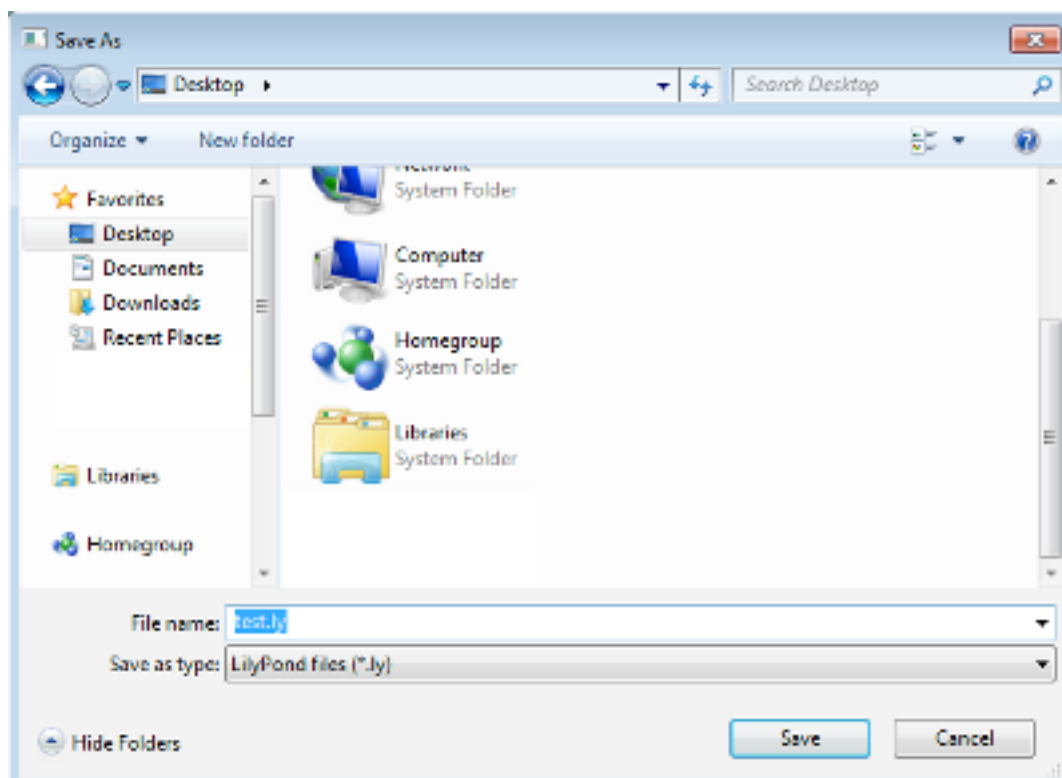 Save As
Desktop
Search Desktop
Organize
New folder
Favorites
Desktop
Documents
Downloads
Recent Places
Libraries
Homegroup
Network
System Folder
Computer
System Folder
Homegroup
System Folder
Libraries
System Folder
File name: test.ly
Save as type: LilyPond files (*.ly)
Hide Folders
Save
Cancel